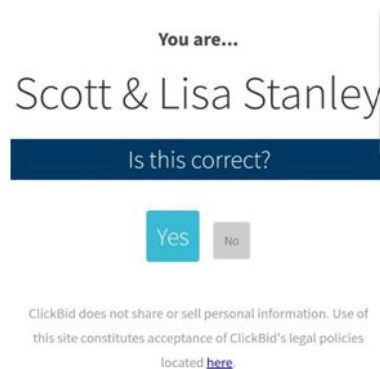 You are...
Scott & Lisa Stanley
Is this correct?
Yes
No
ClickBid does not share or sell personal information. Use of
this site constitutes acceptance of ClickBid's legal policies
located here.